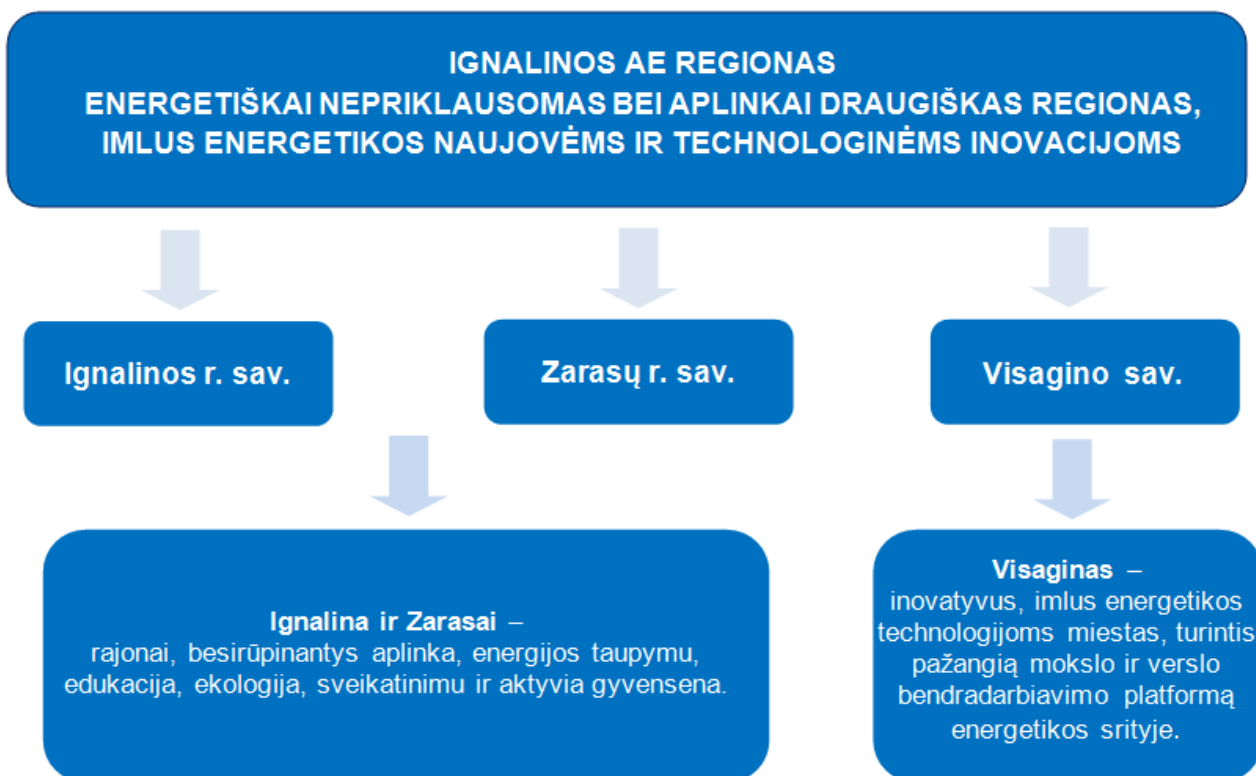 IGNALINOS AE REGIONAS
ENERGETIŠKAI NEPRIKLAUSOMAS BEI APLINKAI DRAUGIŠKAS REGIONAS,
IMLUS ENERGETIKOS NAUJOVĖMS IR TECHNOLOGINĖMS INOVACIJOMS
Ignalinos r. sav.
Zarasų r. sav.
Visagino sav.
Ignalina ir Zarasai –
rajonai, besirūpinantys aplinka, energijos taupymu,
edukacija, ekologija, sveikatinimu ir aktyvia gyvensena.
Visaginas –
inovatyvus, imlus energetikos
technologijoms miestas, turintis
pažangią mokslo ir verslo
bendradarbiavimo platformą
energetikos srityje.